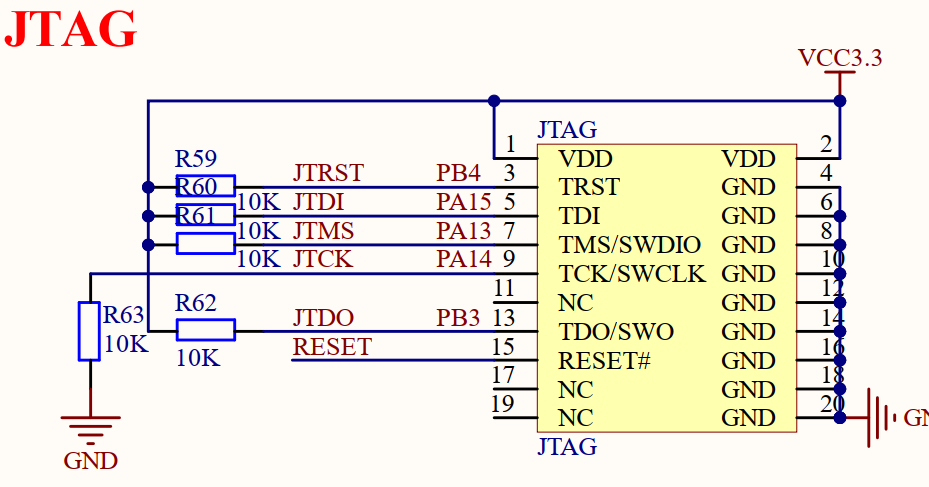 JTAG
VCC3.3
JTAG
1 VDD VDD 2
R59 JTRST PB4 3 TRST GND 4
R60 10K JTDI PA15 5 TDI GND 6
R61 10K JTMS PA13 7 TMS/SWDIO GND 8
10K JTCK PA14 9 TCK/SWCLK GND 10
11 NC GND 12
R63 R62 JTDO PB3 13 TDO/SWO GND 14
10K 10K RESET 15 RESET# GND 16
17 NC GND 18
19 NC GND 20
JTAG
GND